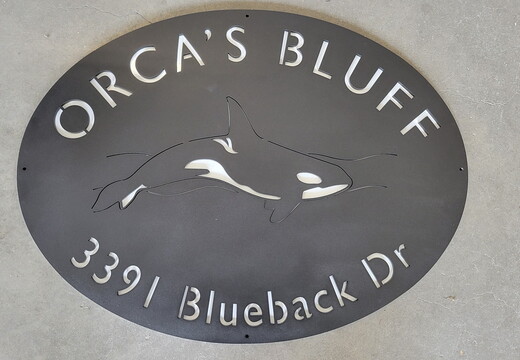 ORCA'S BLUFF
3391 Blueback Dr